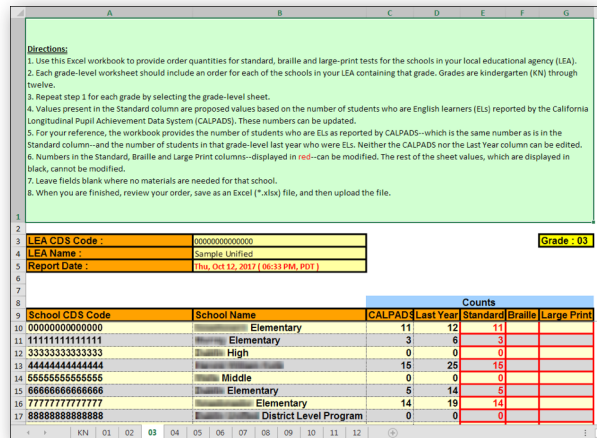 A B C D E F G
Directions:
1. Use this Excel workbook to provide order quantities for standard, braille and large-print tests for the schools in your local educational agency (LEA).
2. Each grade-level worksheet should include an order for each of the schools in your LEA containing that grade. Grades are kindergarten (KN) through
twelve.
3. Repeat step 1 for each grade by selecting the grade-level sheet.
4. Values present in the Standard column are proposed values based on the number of students who are English learners (ELs) reported by the California
Longitudinal Pupil Achievement Data System (CALPADS). These numbers can be updated.
5. For your reference, the workbook provides the number of students who are ELs as reported by CALPADS--which is the same number as is in the
Standard column--and the number of students in that grade-level last year who were ELs. Neither the CALPADS nor the Last Year column can be edited.
6. Numbers in the Standard, Braille and Large Print columns--displayed in red--can be modified. The rest of the sheet values, which are displayed in
black, cannot be modified.
7. Leave fields blank where no materials are needed for that school.
8. When you are finished, review your order, save as an Excel (*.xlsx) file, and then upload the file.
1
2
3 LEA CDS Code : 00000000000000 Grade : 03
4 LEA Name : Sample Unified
5 Report Date : Thu, Oct 12, 2017 ( 06:33 PM, PDT )
6
7
8 Counts
9 School CDS Code School Name CALPADS Last Year Standard Braille Large Print
10 00000000000000 Elementary 11 12 11
11 11111111111111 Elementary 3 6 3
12 33333333333333 High 0 0 0
13 44444444444444 15 25 15
14 55555555555555 Middle 0 0 0
15 66666666666666 Elementary 5 14 5
16 77777777777777 Elementary 14 19 14
17 88888888888888 District Level Program 0 0 0
KN 01 02 03 04 05 06 07 08 09 10 11 12